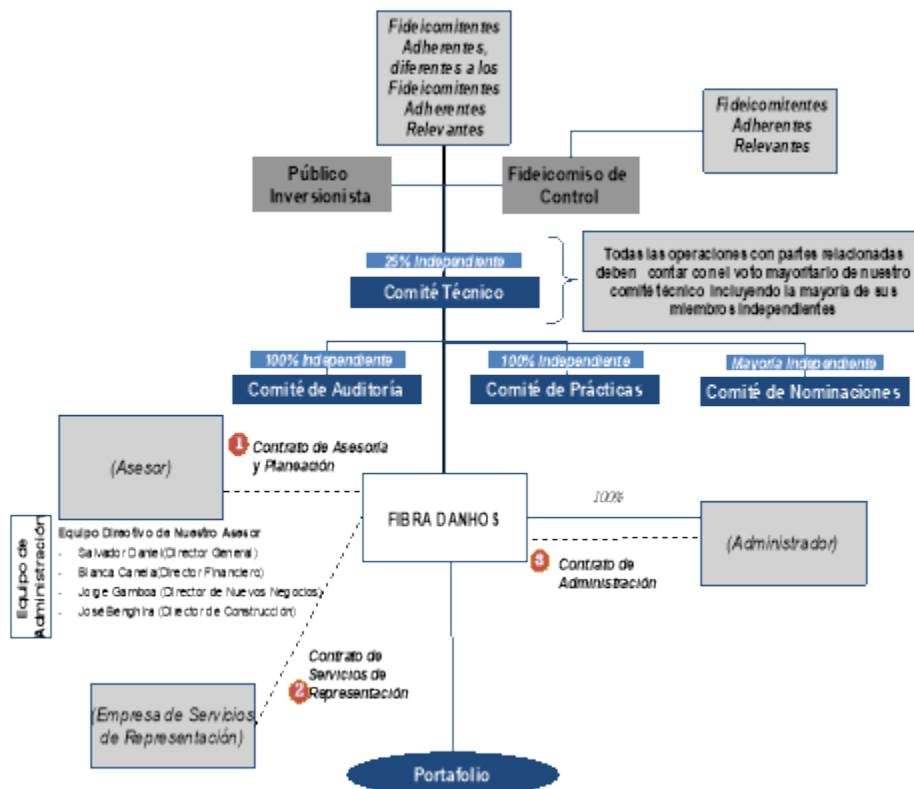 Fideicomitentes
Adherentes,
diferentes a los
Fideicomitentes
Adherentes
Relevantes
Fideicomitentes
Adherentes
Relevantes
Público
Inversionista
Fideicomiso de
Control
25% Independiente
Comité Técnico
Todas las operaciones con partes relacionadas
deben contar con el voto mayoritario de nuestro
comité técnico incluyendo la mayoría de sus
miembros independientes
100% Independiente
Comité de Auditoría
100% Independiente
Comité de Prácticas
Mayoría Independiente
Comité de Nominaciones
(Asesor)
1
Contrato de Asesoría
y Planeación
FIBRA DANHOS
100%
(Administrador)
3
Contrato de
Administración
Equipo de
Administración
Equipo Directivo de Nuestro Asesor
- Salvador Daniel(Director General)
- Blanca Canela(Director Financiero)
- Jorge Gamboa (Director de Nuevos Negocios)
- José Benghira (Director de Construcción)
2
Contrato de
Servicios de
Representación
(Empresa de Servicios
de Representación)
Portafolio